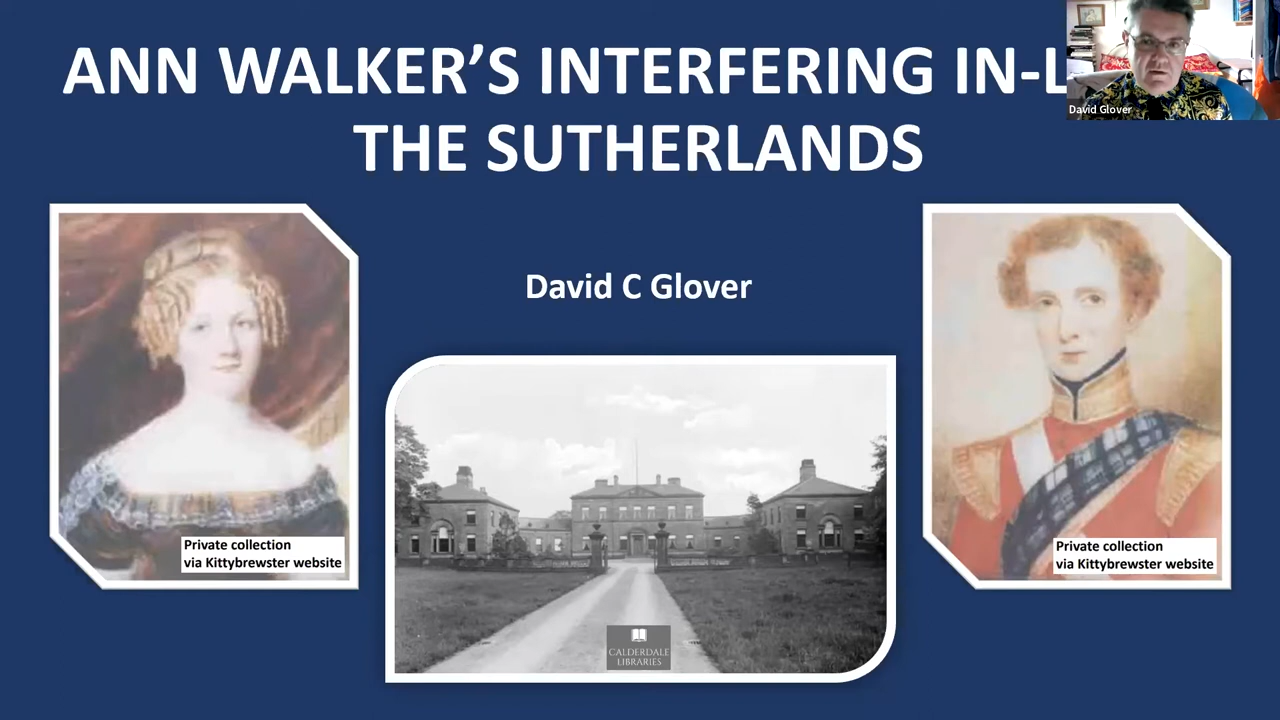 ANN WALKER'S INTERFERING IN-L
THE SUTHERLANDS
David Glover
David C Glover
Private collection
via Kittybrewster website
Private collection
via Kittybrewster website
CALDERDALE
LIBRARIES